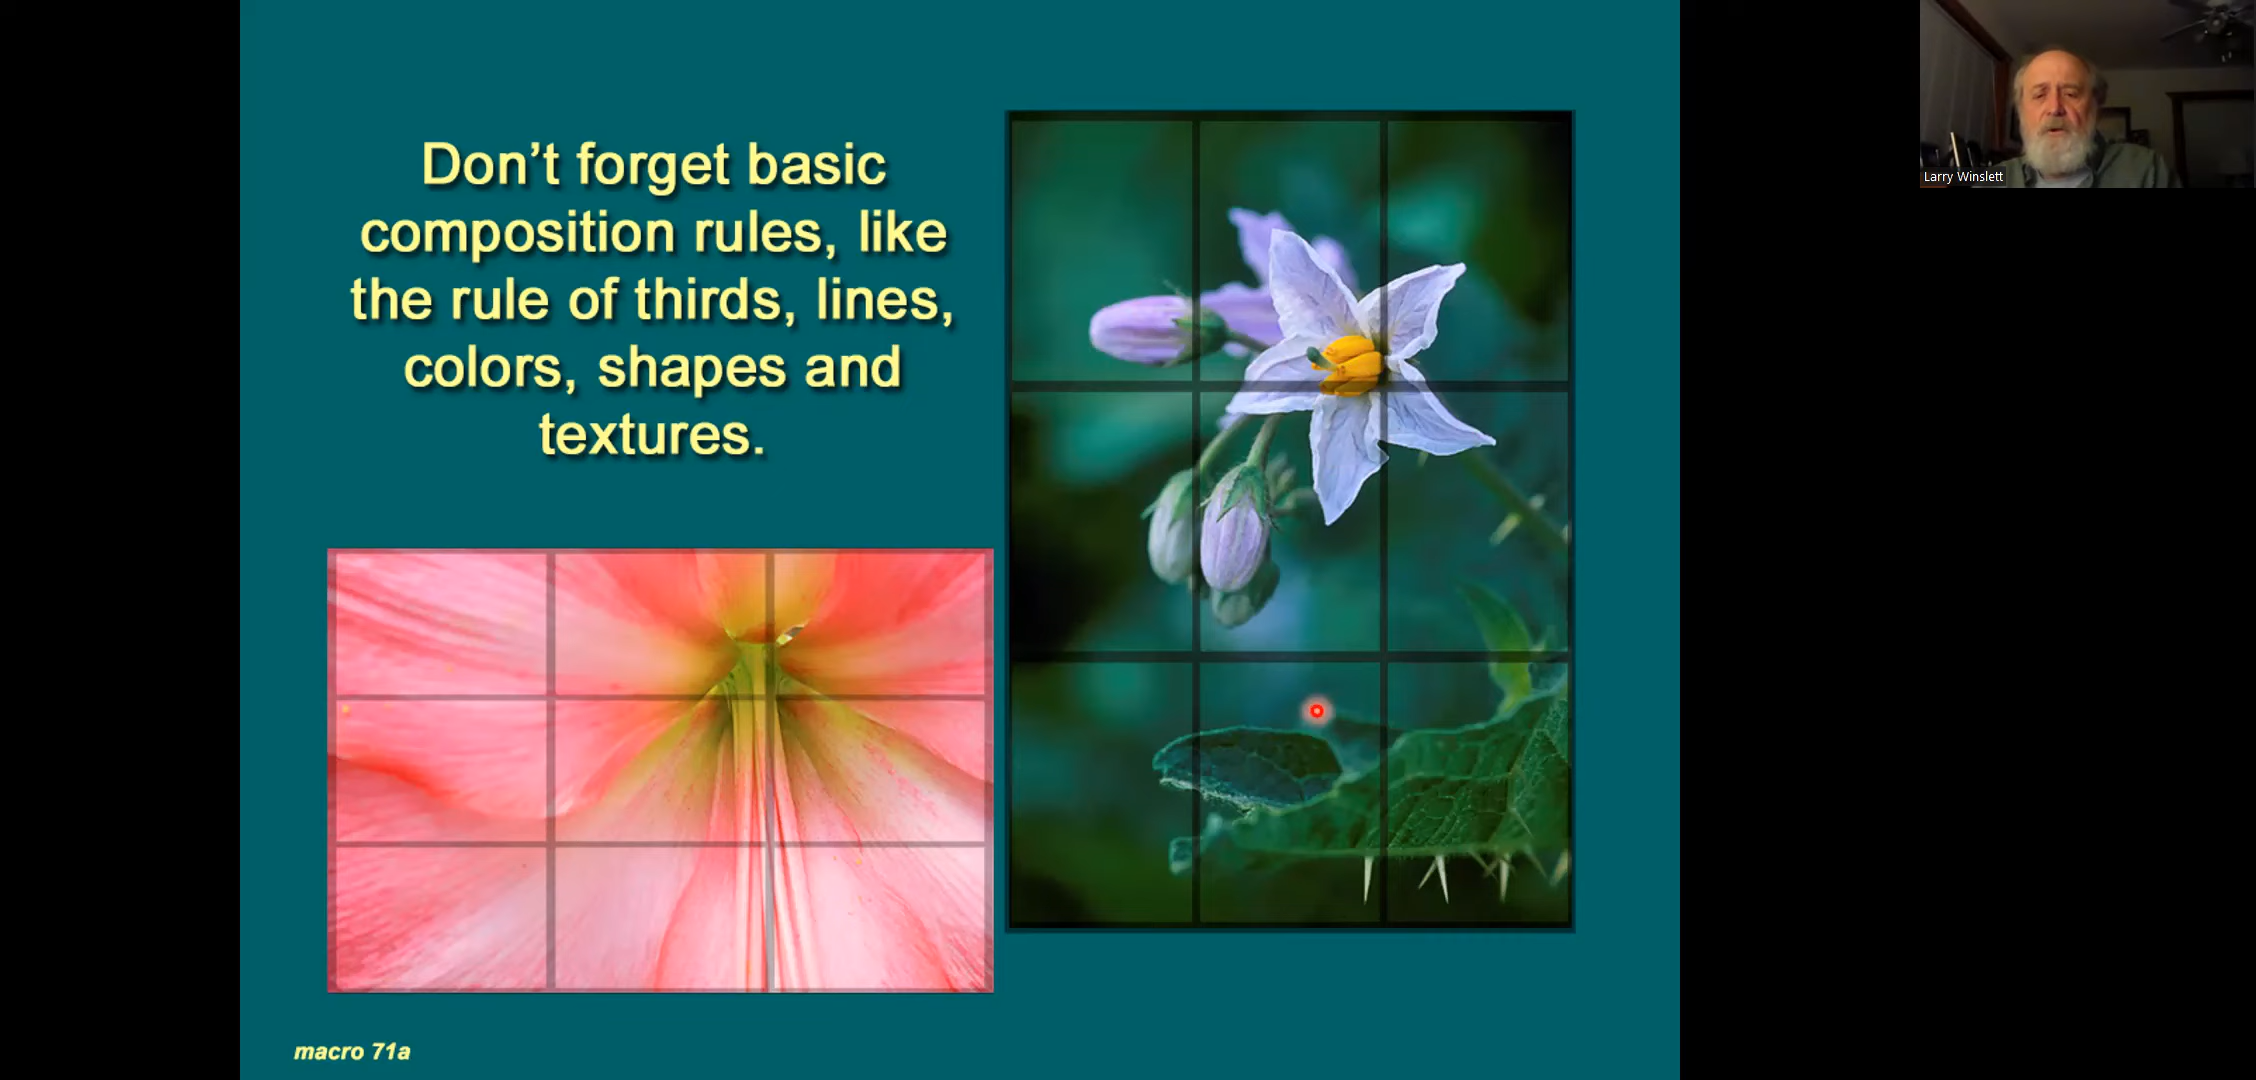 Don't forget basic
composition rules, like
the rule of thirds, lines,
colors, shapes and
textures.
macro 71a
Larry Winslett